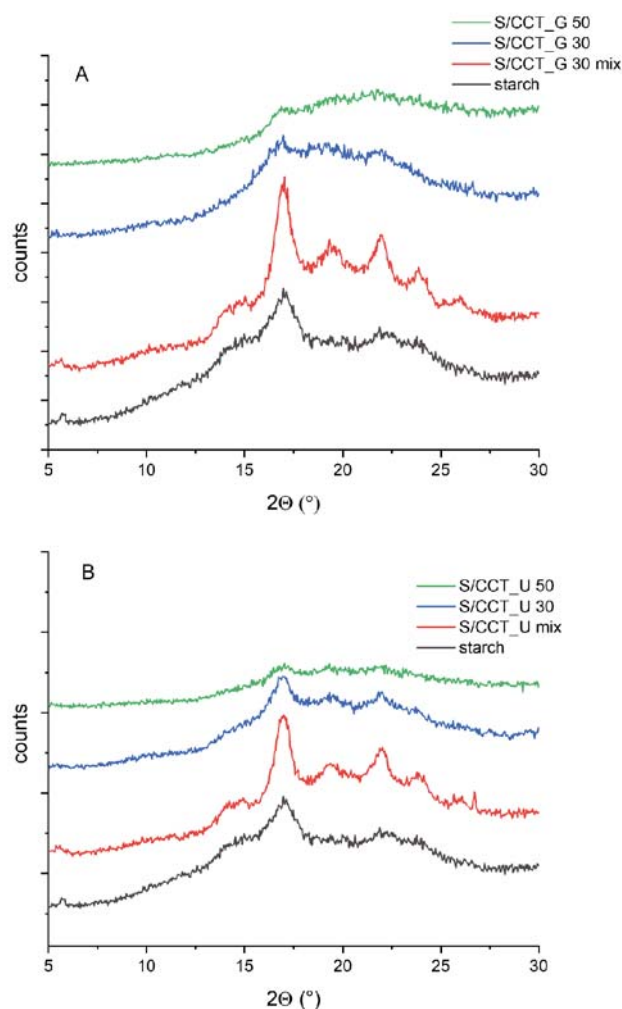 S/CCT_G 50
S/CCT_G 30
S/CCT_G 30 mix
starch
A
counts
5 10 15 20 25 30
2Θ (°)
B
S/CCT_U 50
S/CCT_U 30
S/CCT_U mix
starch
counts
5 10 15 20 25 30
2Θ (°)